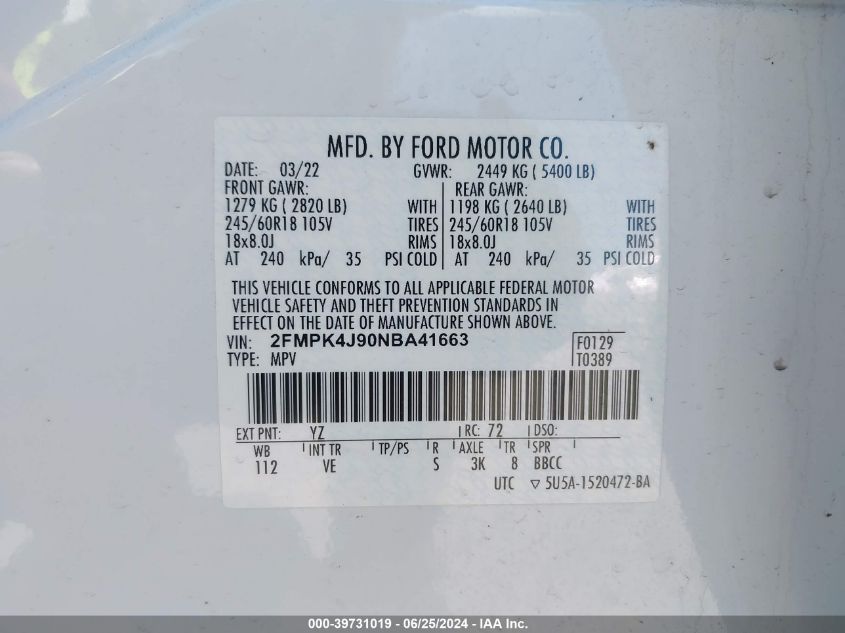 MFD. BY FORD MOTOR CO.
DATE: 03/22 GVWR: 2449 KG ( 5400 LB)
FRONT GAWR: REAR GAWR:
1279 KG ( 2820 LB) WITH 1198 KG ( 2640 LB) WITH
245/60R18 105V TIRES 245/60R18 105V TIRES
18x8.0J RIMS 18x8.0J RIMS
AT 240 kPa/ 35 PSI COLD AT 240 kPa/ 35 PSI COLD
THIS VEHICLE CONFORMS TO ALL APPLICABLE FEDERAL MOTOR
VEHICLE SAFETY AND THEFT PREVENTION STANDARDS IN
EFFECT ON THE DATE OF MANUFACTURE SHOWN ABOVE.
VIN: 2FMPK4J90NBA41663 F0129
TYPE: MPV T0389
EXT PNT: YZ RC: 72 DSO:
WB INT TR TP/PS R AXLE TR SPR
112 VE S 3K 8 BBCC
UTC ▽ 5U5A-1520472-BA
000-39731019 - 06/25/2024 - IAA Inc.